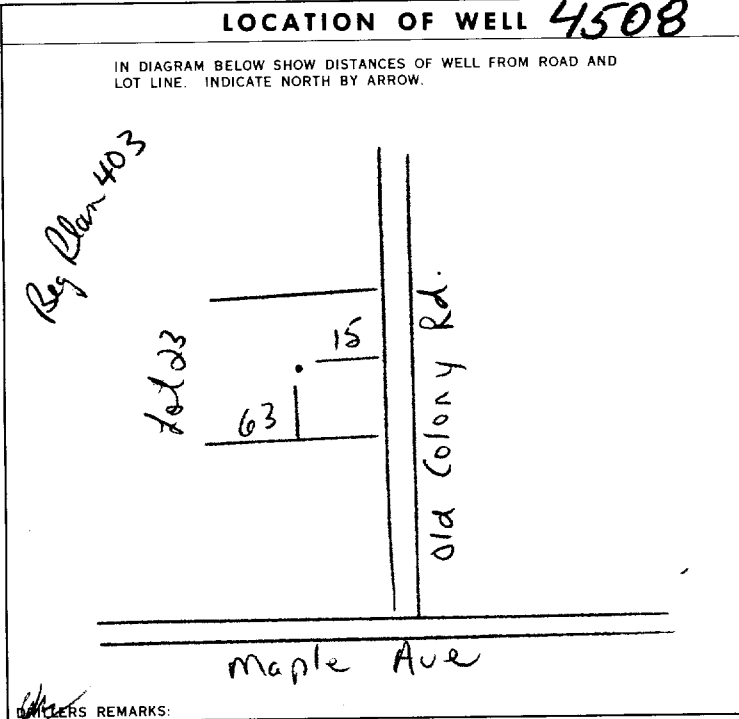 LOCATION OF WELL 4508
IN DIAGRAM BELOW SHOW DISTANCES OF WELL FROM ROAD AND
LOT LINE. INDICATE NORTH BY ARROW.
Reg Plan 403
Lot 23
15
63
Old Colony Rd.
Maple Ave
DRILLERS REMARKS: